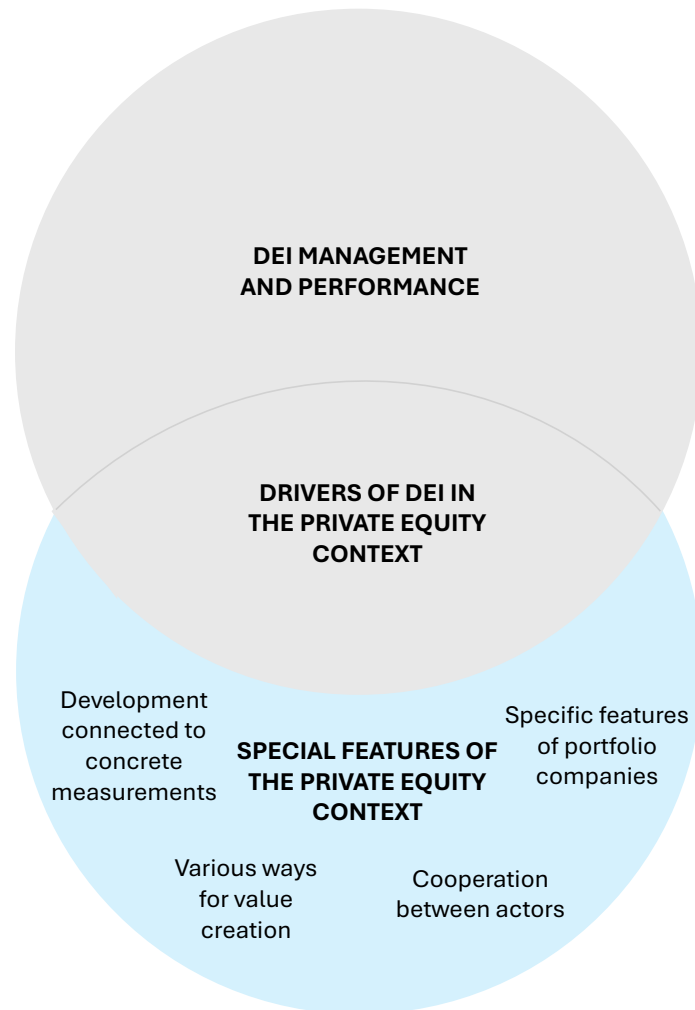 DEI MANAGEMENT
AND PERFORMANCE
DRIVERS OF DEI IN
THE PRIVATE EQUITY
CONTEXT
Development
connected to
concrete
measurements
SPECIAL FEATURES OF
THE PRIVATE EQUITY
CONTEXT
Specific features
of portfolio
companies
Various ways
for value
creation
Cooperation
between actors